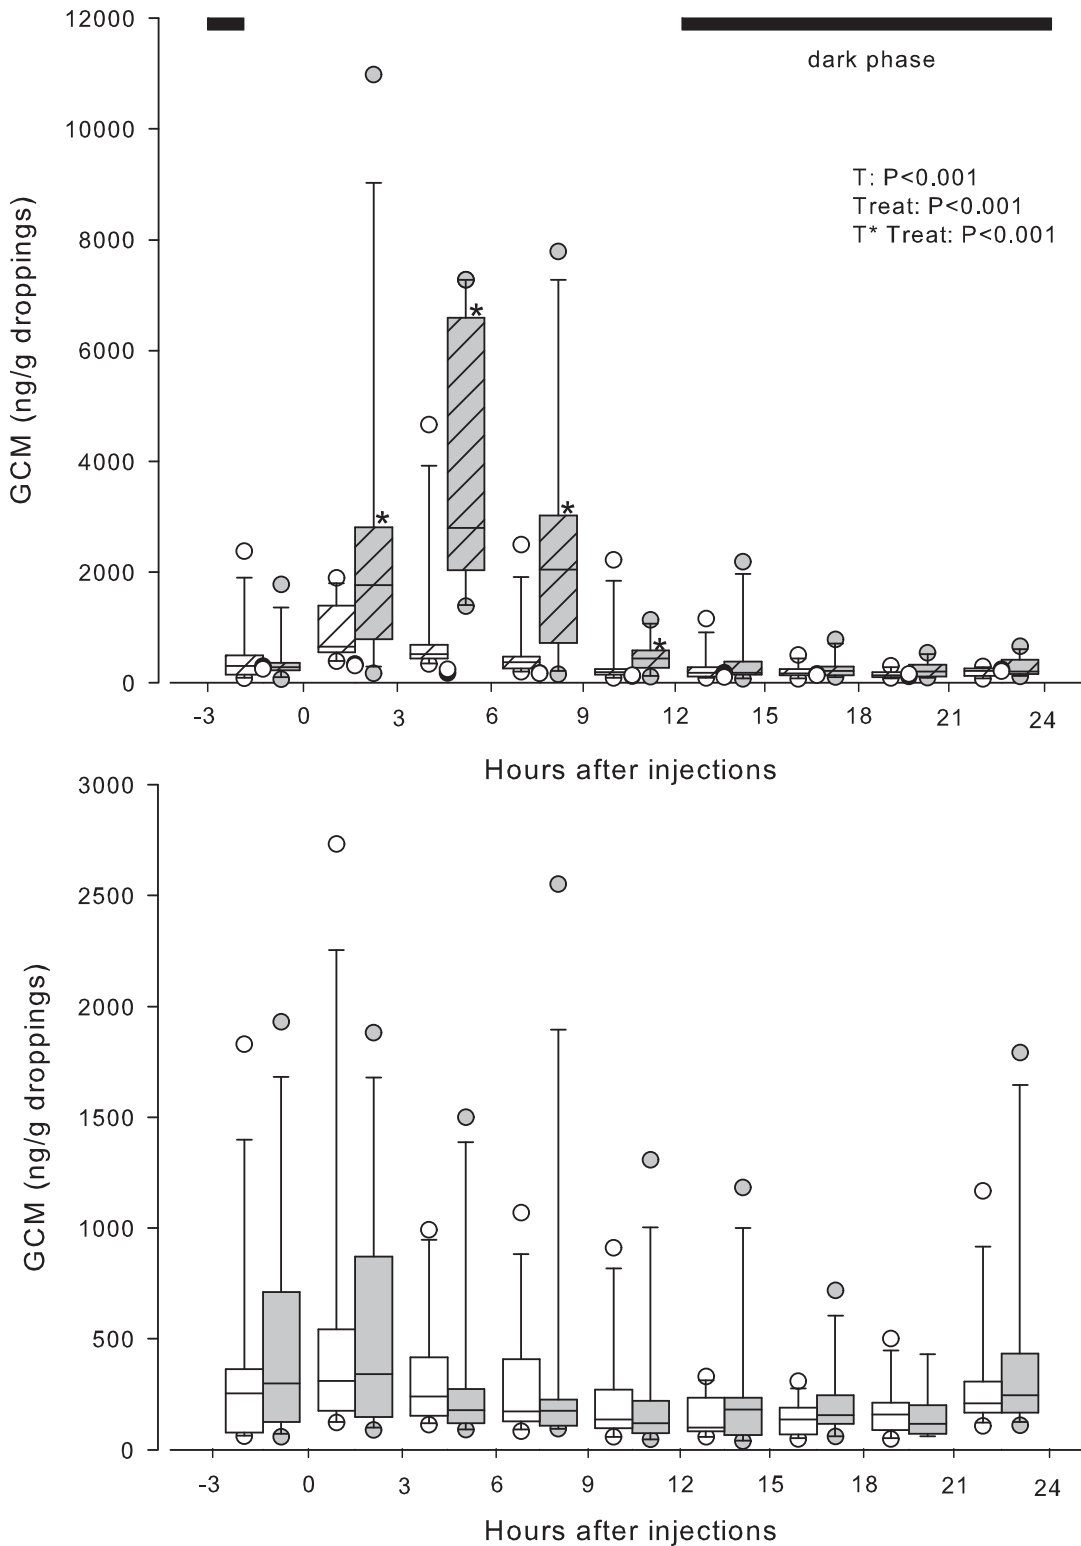 12000
10000
8000
6000
4000
2000
0
GCM (ng/g droppings)
dark phase
T: P<0.001
Treat: P<0.001
T* Treat: P<0.001
*
*
*
*
-3 0 3 6 9 12 15 18 21 24
Hours after injections
3000
2500
2000
1500
1000
500
0
GCM (ng/g droppings)
-3 0 3 6 9 12 15 18 21 24
Hours after injections